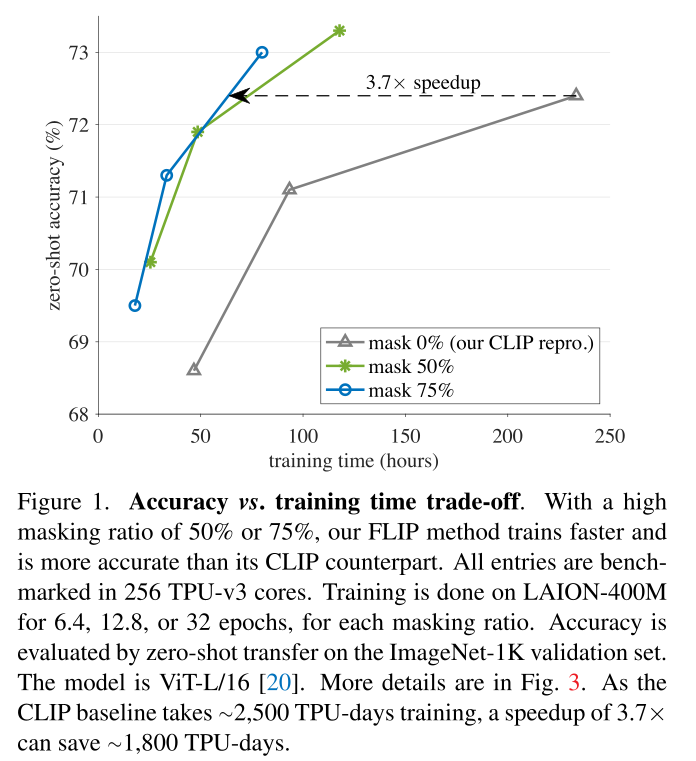 73
72
71
70
69
68
zero-shot accuracy (%)
3.7× speedup
mask 0% (our CLIP repro.)
mask 50%
mask 75%
0 50 100 150 200 250
training time (hours)
Figure 1. Accuracy vs. training time trade-off. With a high
masking ratio of 50% or 75%, our FLIP method trains faster and
is more accurate than its CLIP counterpart. All entries are bench-
marked in 256 TPU-v3 cores. Training is done on LAION-400M
for 6.4, 12.8, or 32 epochs, for each masking ratio. Accuracy is
evaluated by zero-shot transfer on the ImageNet-1K validation set.
The model is ViT-L/16 [20]. More details are in Fig. 3. As the
CLIP baseline takes ∼2,500 TPU-days training, a speedup of 3.7×
can save ∼1,800 TPU-days.